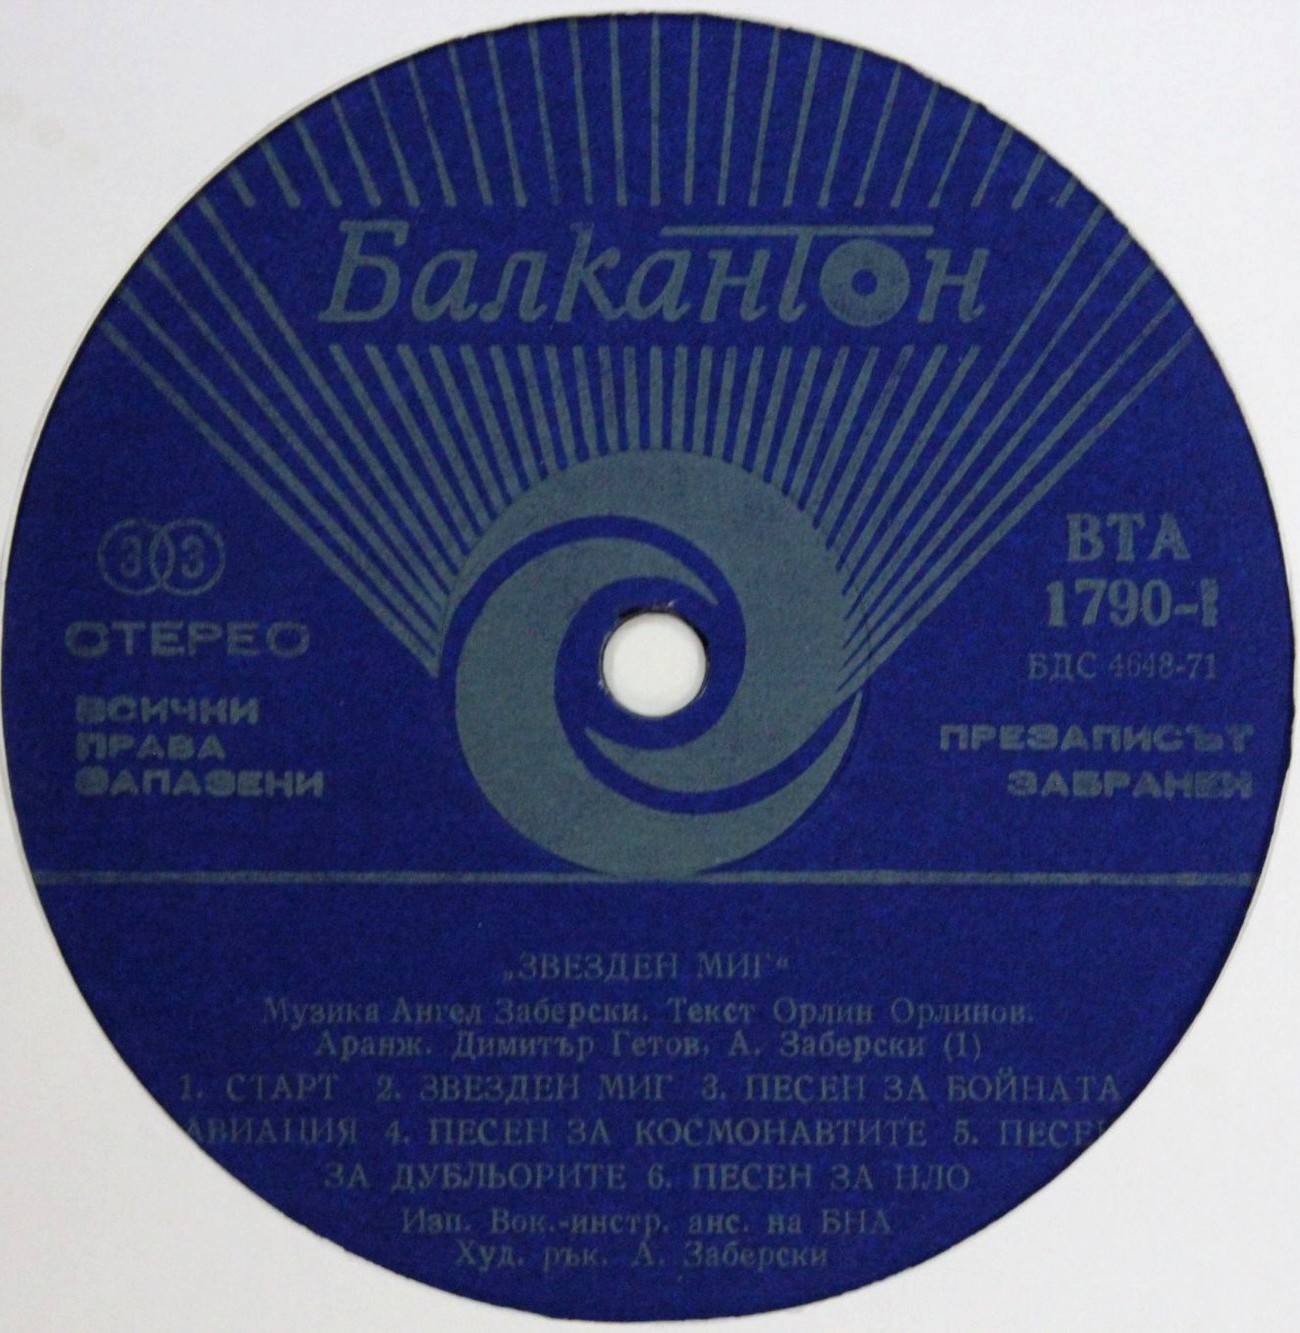 Балкантон
33
СТЕРЕО
ВСИЧКИ
ПРАВА
ЗАПАЗЕНИ
ВТА
1790-I
БДС 4648-71
ПРЕЗАПИСЪТ
ЗАБРАНЕН
„ЗВЕЗДЕН МИГ“
Музика Ангел Заберски. Текст Орлин Орлинов.
Аранж. Димитър Гетов, А. Заберски (1)
1. СТАРТ 2. ЗВЕЗДЕН МИГ 3. ПЕСЕН ЗА БОЙНАТА
АВИАЦИЯ 4. ПЕСЕН ЗА КОСМОНАВТИТЕ 5. ПЕСЕН
ЗА ДУБЛЬОРИТЕ 6. ПЕСЕН ЗА НЛО
Изп. Вок.-инстр. анс. на БНА
Худ. рък. А. Заберски